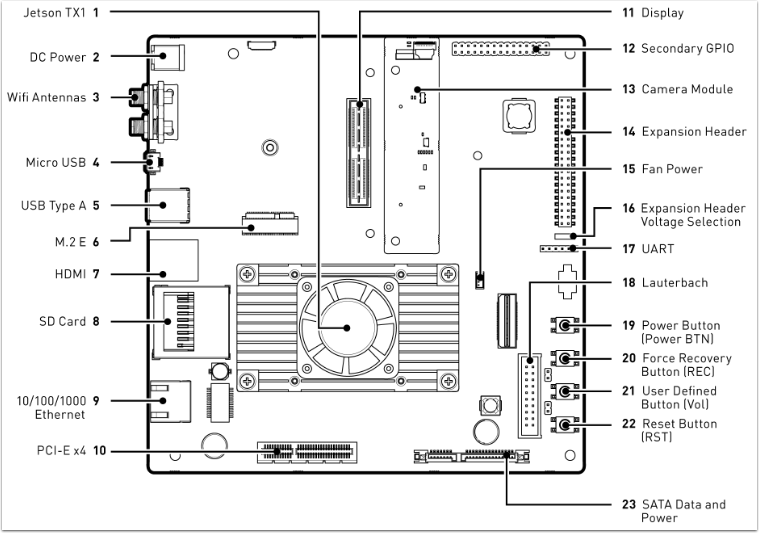 Jetson TX1 1
DC Power 2
Wifi Antennas 3
Micro USB 4
USB Type A 5
M.2 E 6
HDMI 7
SD Card 8
10/100/1000 9
Ethernet
PCI-E x4 10
11 Display
12 Secondary GPIO
13 Camera Module
14 Expansion Header
15 Fan Power
16 Expansion Header
Voltage Selection
17 UART
18 Lauterbach
19 Power Button
(Power BTN)
20 Force Recovery
Button (REC)
21 User Defined
Button (Vol)
22 Reset Button
(RST)
23 SATA Data and
Power